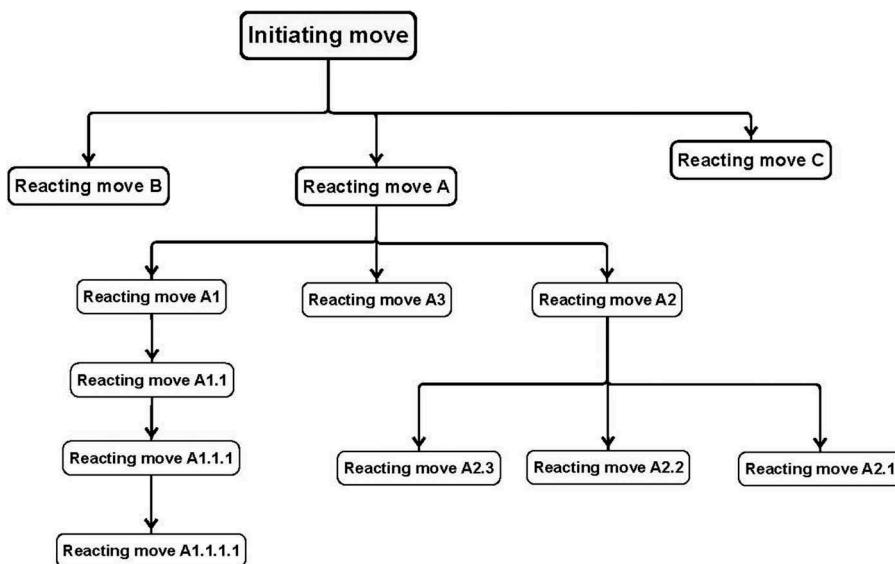 Initiating move
Reacting move B
Reacting move A
Reacting move C
Reacting move A1
Reacting move A3
Reacting move A2
Reacting move A1.1
Reacting move A1.1.1
Reacting move A2.3
Reacting move A2.2
Reacting move A2.1
Reacting move A1.1.1.1